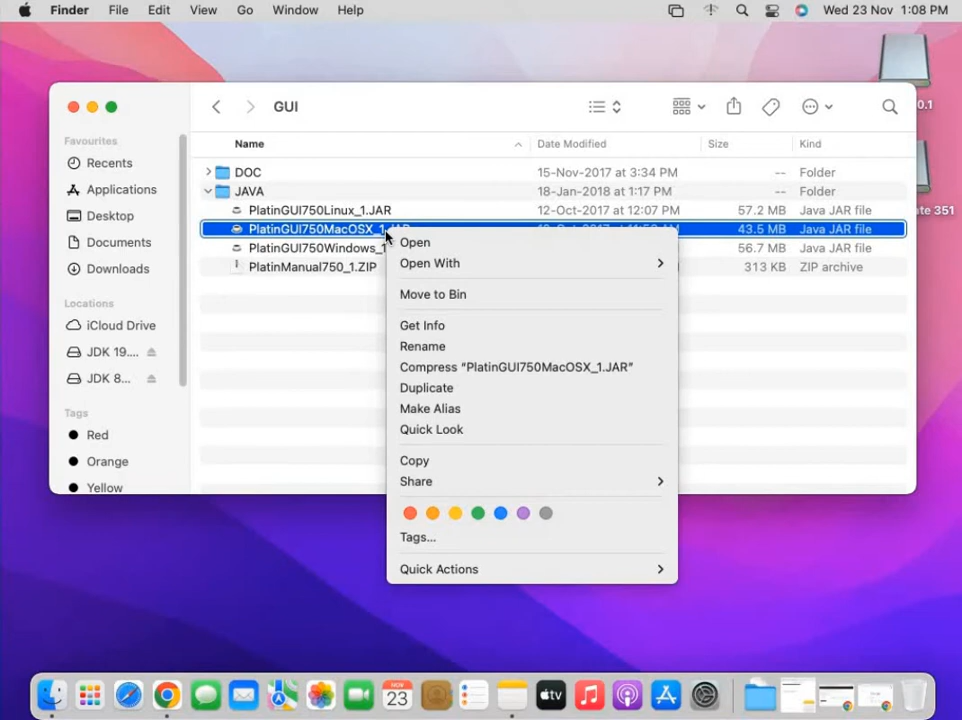 Finder File Edit View Go Window Help Wed 23 Nov 1:08 PM
GUI
0.1
Favourites
Recents
Applications
Desktop
Documents
Downloads
Locations
iCloud Drive
JDK 19....
JDK 8...
Tags
Red
Orange
Yellow
Name Date Modified Size Kind
DOC 15-Nov-2017 at 3:34 PM -- Folder
JAVA 18-Jan-2018 at 1:17 PM -- Folder
PlatinGUI750Linux_1.JAR 12-Oct-2017 at 12:07 PM 57.2 MB Java JAR file
PlatinGUI750MacOSX_1.JAR 43.5 MB Java JAR file
PlatinGUI750Windows_1 56.7 MB Java JAR file
PlatinManual750_1.ZIP 313 KB ZIP archive
ate 351
Open
Open With
Move to Bin
Get Info
Rename
Compress “PlatinGUI750MacOSX_1.JAR”
Duplicate
Make Alias
Quick Look
Copy
Share
Tags...
Quick Actions
NOV
23
tv